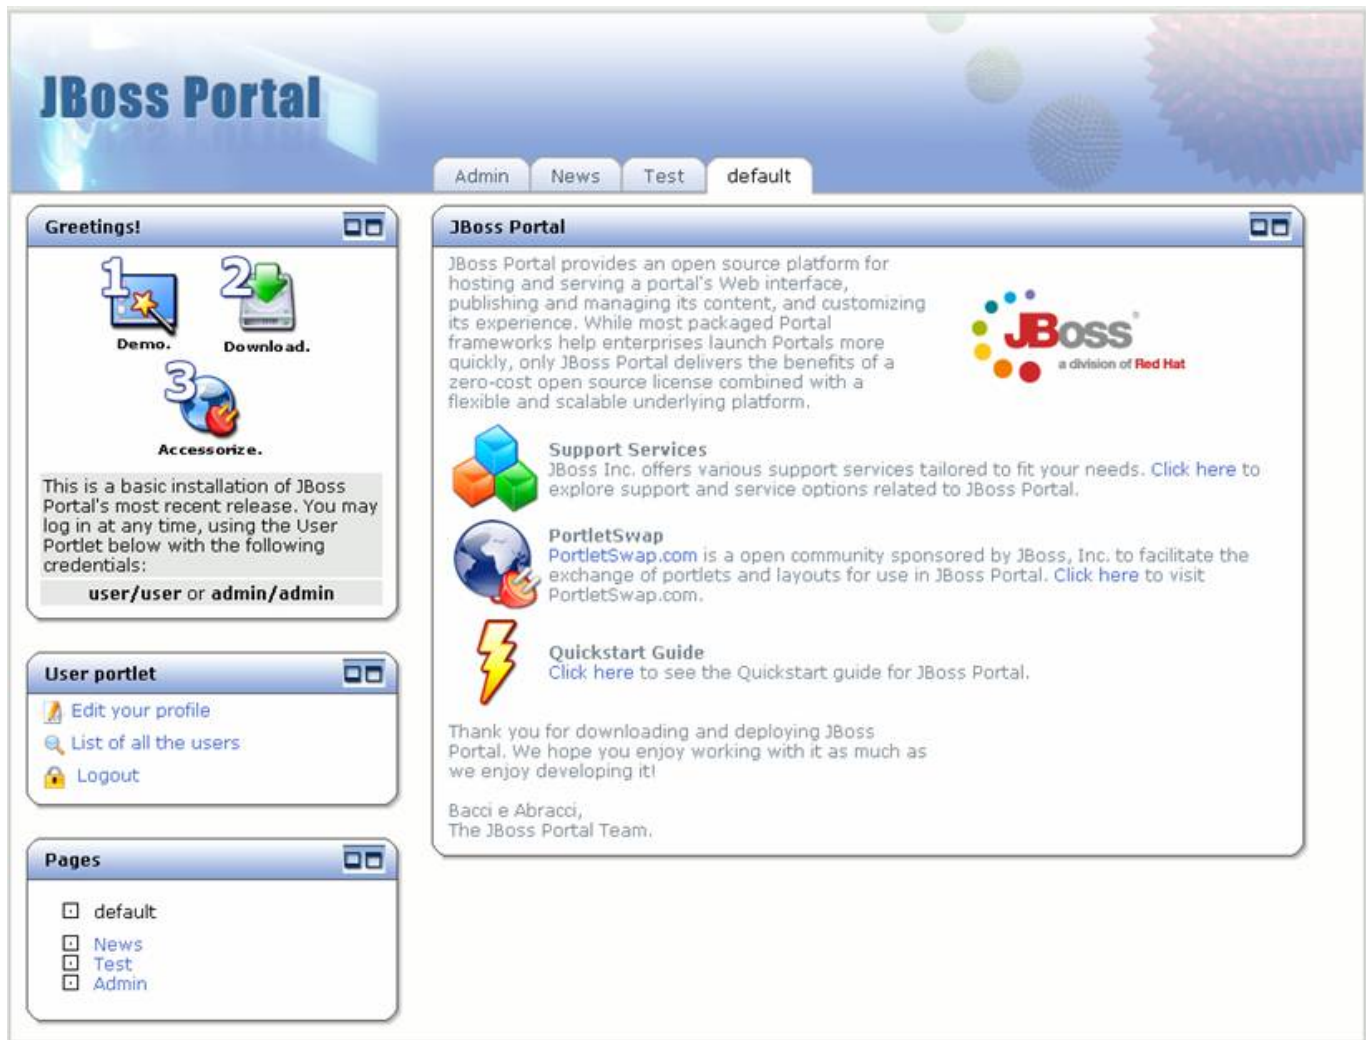 JBoss Portal
Admin
News
Test
default
Greetings!
1
Demo.
2
Download.
3
Accessorize.
This is a basic installation of JBoss
Portal's most recent release. You may
log in at any time, using the User
Portlet below with the following
credentials:
user/user or admin/admin
User portlet
Edit your profile
List of all the users
Logout
Pages
default
News
Test
Admin
JBoss Portal
JBoss Portal provides an open source platform for
hosting and serving a portal's Web interface,
publishing and managing its content, and customizing
its experience. While most packaged Portal
frameworks help enterprises launch Portals more
quickly, only JBoss Portal delivers the benefits of a
zero-cost open source license combined with a
flexible and scalable underlying platform.
JBoss
a division of Red Hat
Support Services
JBoss Inc. offers various support services tailored to fit your needs. Click here to
explore support and service options related to JBoss Portal.
PortletSwap
PortletSwap.com is a open community sponsored by JBoss, Inc. to facilitate the
exchange of portlets and layouts for use in JBoss Portal. Click here to visit
PortletSwap.com.
Quickstart Guide
Click here to see the Quickstart guide for JBoss Portal.
Thank you for downloading and deploying JBoss
Portal. We hope you enjoy working with it as much as
we enjoy developing it!
Bacci e Abracci,
The JBoss Portal Team.